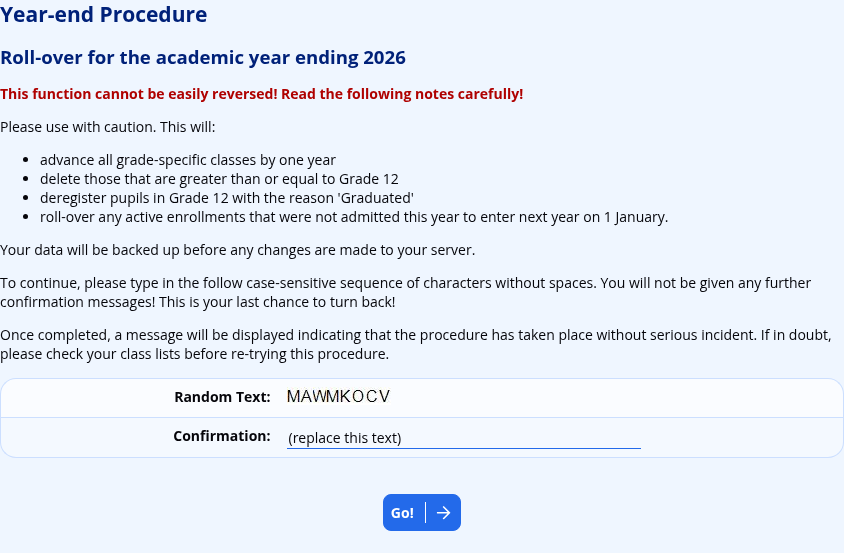 Year-end Procedure
Roll-over for the academic year ending 2026
This function cannot be easily reversed! Read the following notes carefully!
Please use with caution. This will:
advance all grade-specific classes by one year
delete those that are greater than or equal to Grade 12
deregister pupils in Grade 12 with the reason 'Graduated'
roll-over any active enrollments that were not admitted this year to enter next year on 1 January.
Your data will be backed up before any changes are made to your server.
To continue, please type in the follow case-sensitive sequence of characters without spaces. You will not be given any further
confirmation messages! This is your last chance to turn back!
Once completed, a message will be displayed indicating that the procedure has taken place without serious incident. If in doubt,
please check your class lists before re-trying this procedure.
Random Text: MAWMKOCV
Confirmation: (replace this text)
Go!